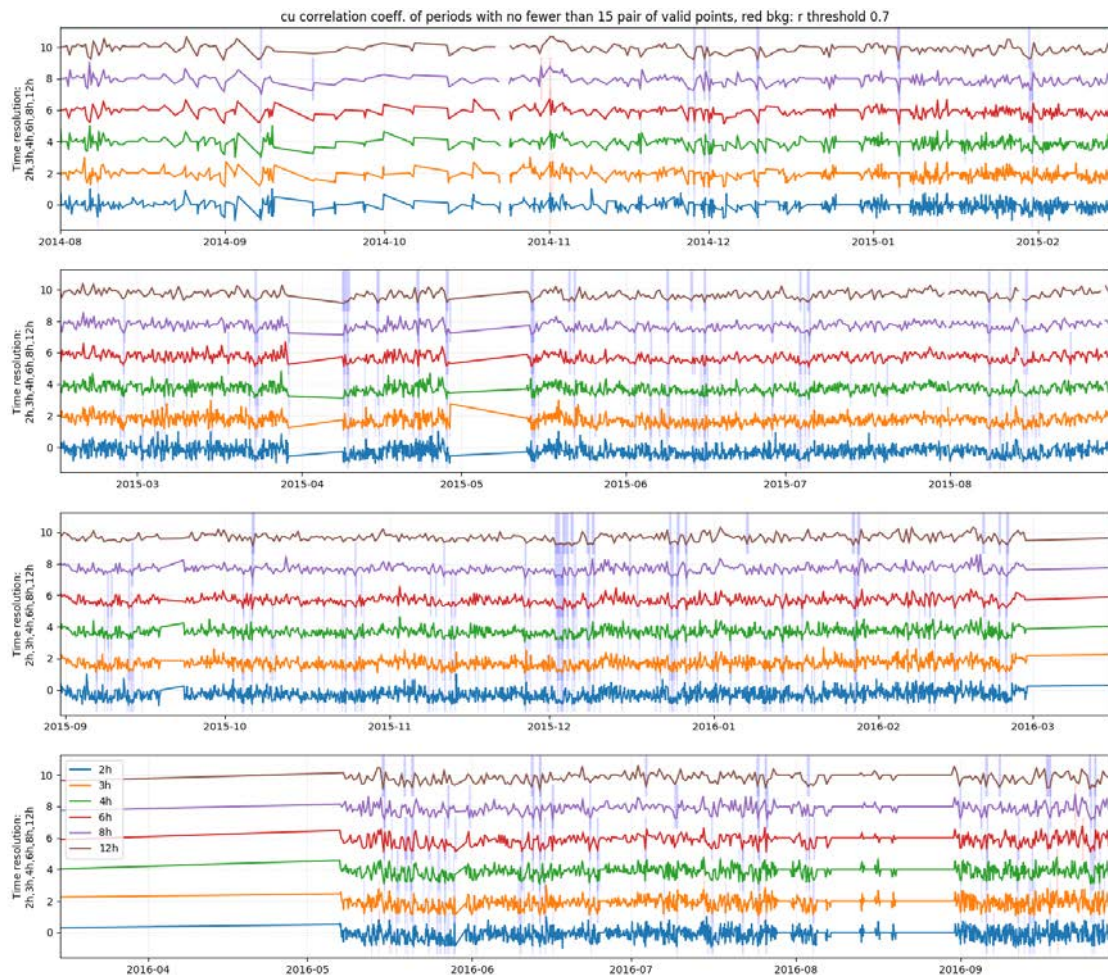 cu correlation coeff. of periods with no fewer than 15 pair of valid points, red bkg: r threshold 0.7
Time resolution:
2h,3h,4h,6h,8h,12h
10
8
6
4
2
0
2014-08 2014-09 2014-10 2014-11 2014-12 2015-01 2015-02
Time resolution:
2h,3h,4h,6h,8h,12h
10
8
6
4
2
0
2015-03 2015-04 2015-05 2015-06 2015-07 2015-08
Time resolution:
2h,3h,4h,6h,8h,12h
10
8
6
4
2
0
2015-09 2015-10 2015-11 2015-12 2016-01 2016-02 2016-03
Time resolution:
2h,3h,4h,6h,8h,12h
10
8
6
4
2
0
2h
3h
4h
6h
8h
12h
2016-04 2016-05 2016-06 2016-07 2016-08 2016-09